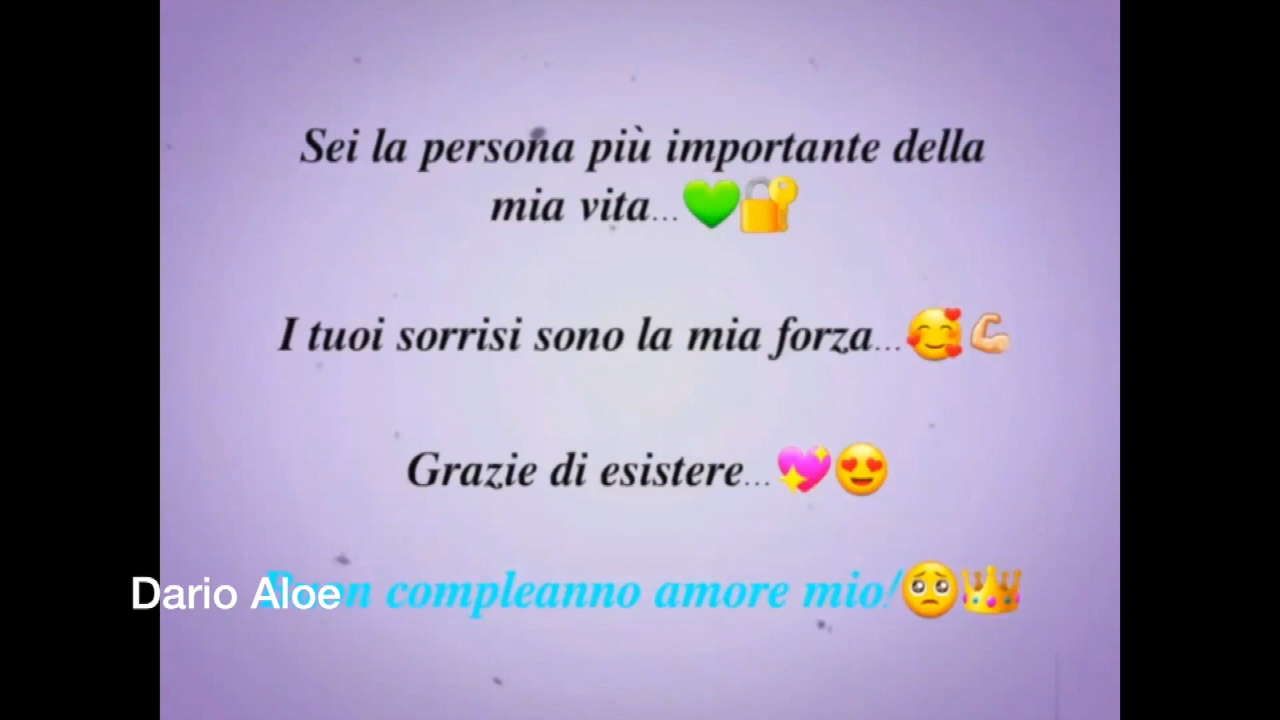 Sei la persona più importante della
mia vita...💚🔐
I tuoi sorrisi sono la mia forza...🥰💪🏻
Grazie di esistere...💖😍
Dario Aloe
compleanno amore mio!🥺👑